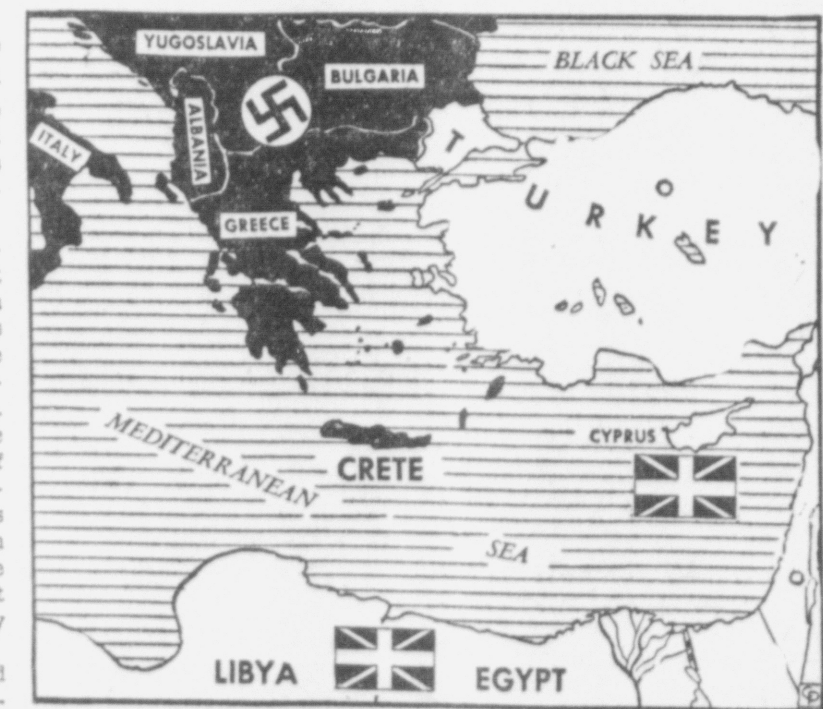 YUGOSLAVIA
BLACK SEA
BULGARIA
ALBANIA
ITALY
TURKEY
GREECE
MEDITERRANEAN
SEA
CRETE
CYPRUS
LIBYA
EGYPT